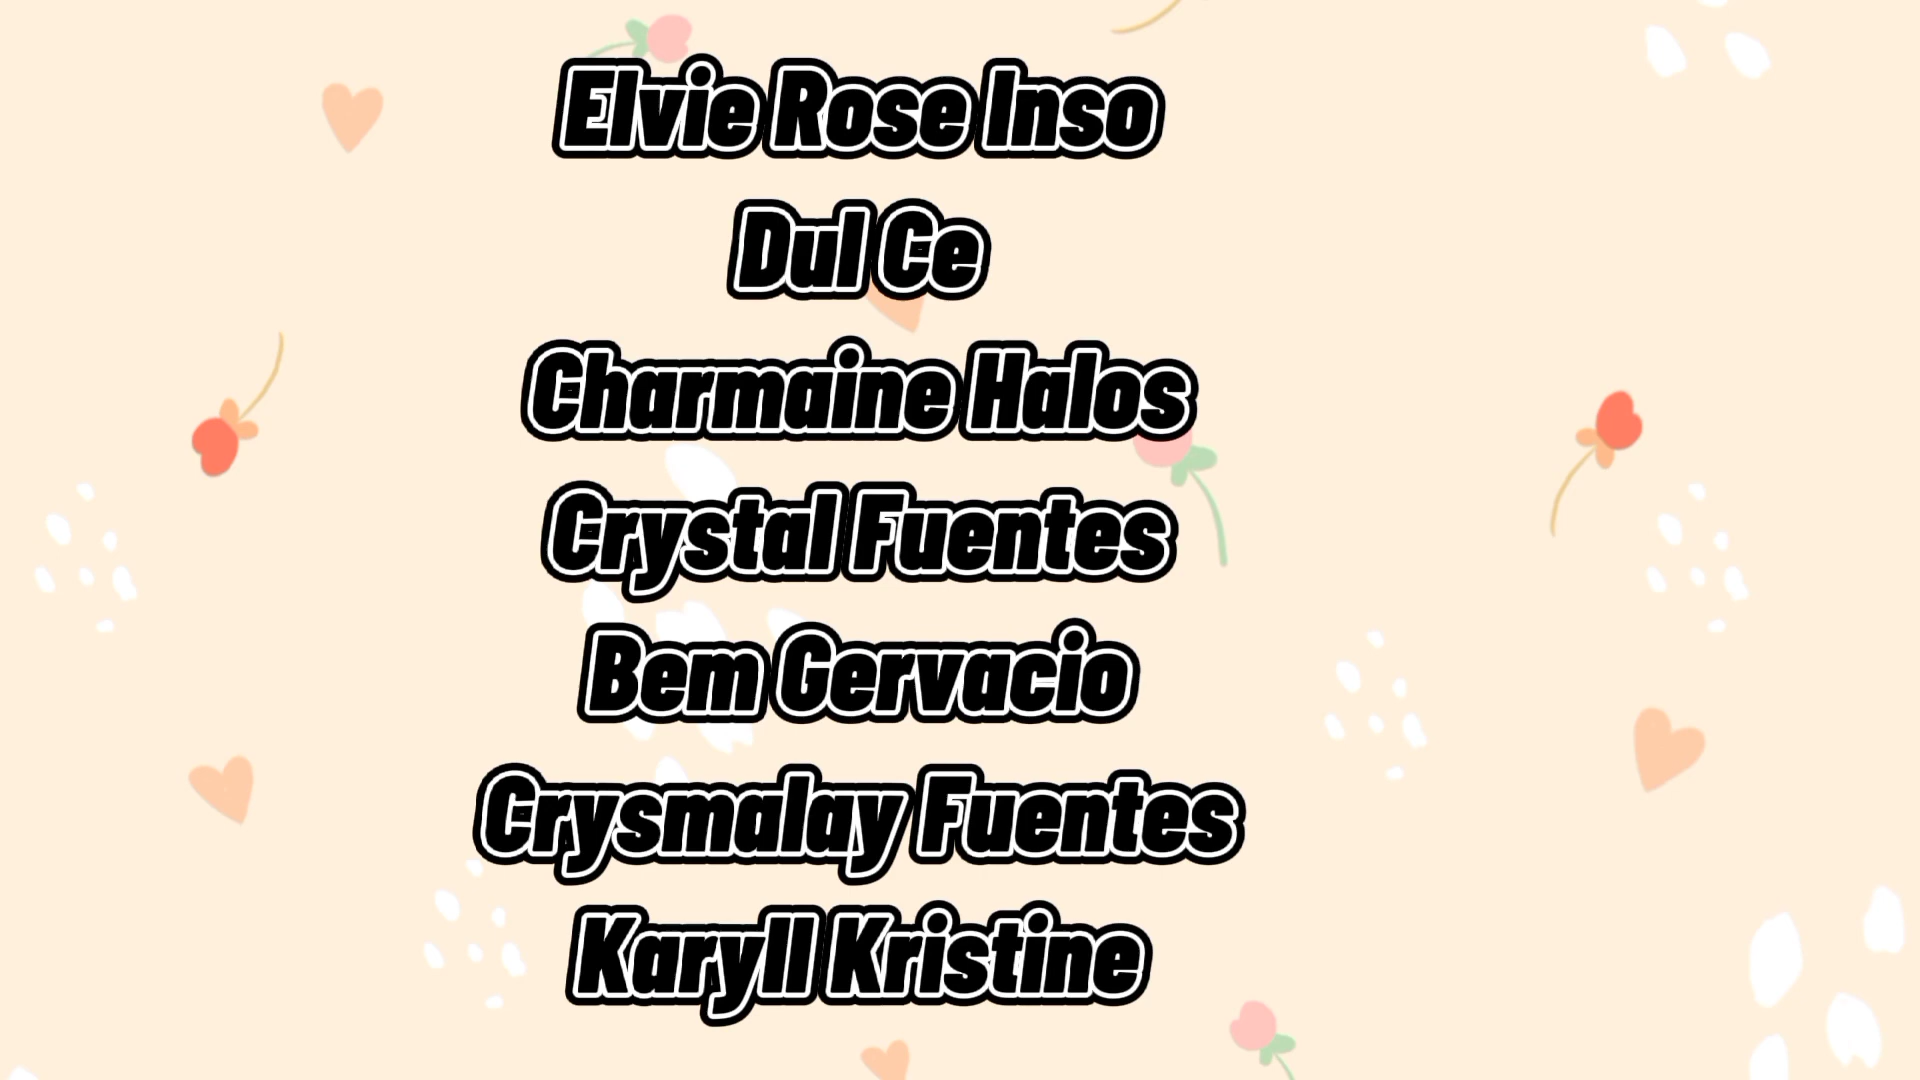 Elvie Rose Inso
Dul Ce
Charmaine Halos
Crystal Fuentes
Bem Gervacio
Crysmalay Fuentes
Karyll Kristine